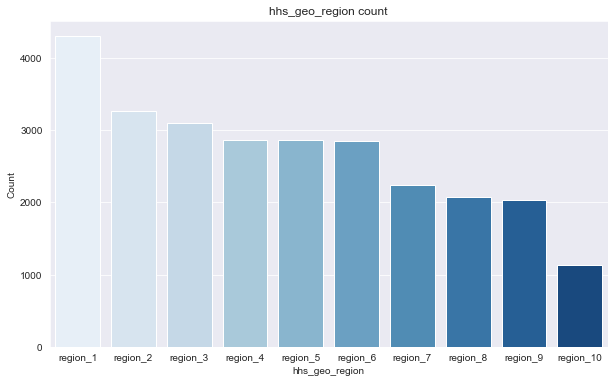 hhs_geo_region count
Count
4000
3000
2000
1000
0
region_1 region_2 region_3 region_4 region_5 region_6 region_7 region_8 region_9 region_10
hhs_geo_region